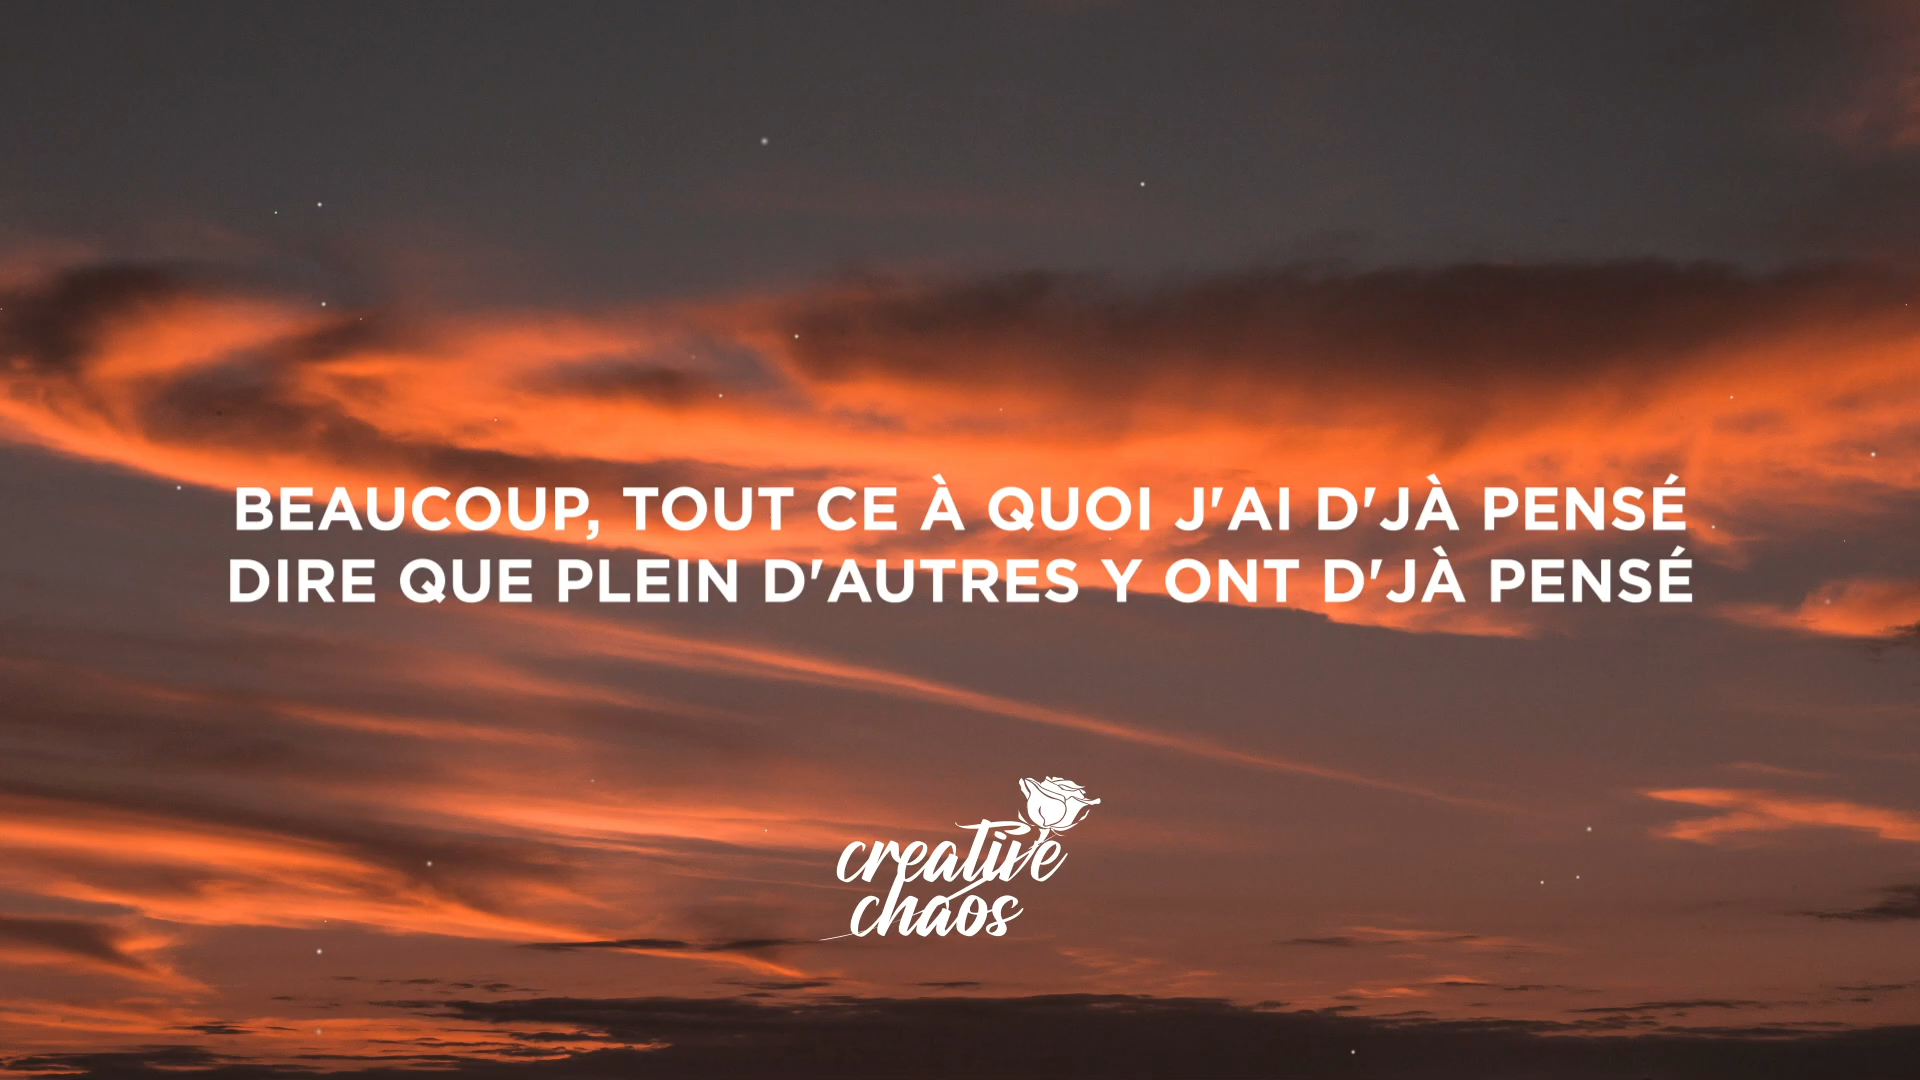 BEAUCOUP, TOUT CE À QUOI J'AI D'JÀ PENSÉ
DIRE QUE PLEIN D'AUTRES Y ONT D'JÀ PENSÉ
creative
chaos